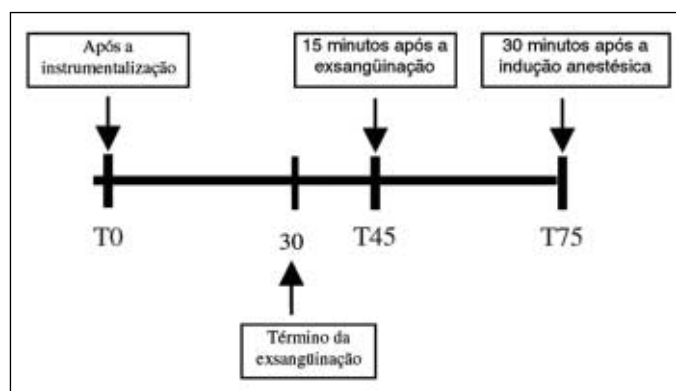 Após a
instrumentalização
15 minutos após a
exsangüinação
30 minutos após a
indução anestésica
T0
30
T45
T75
Término da
exsangüinação